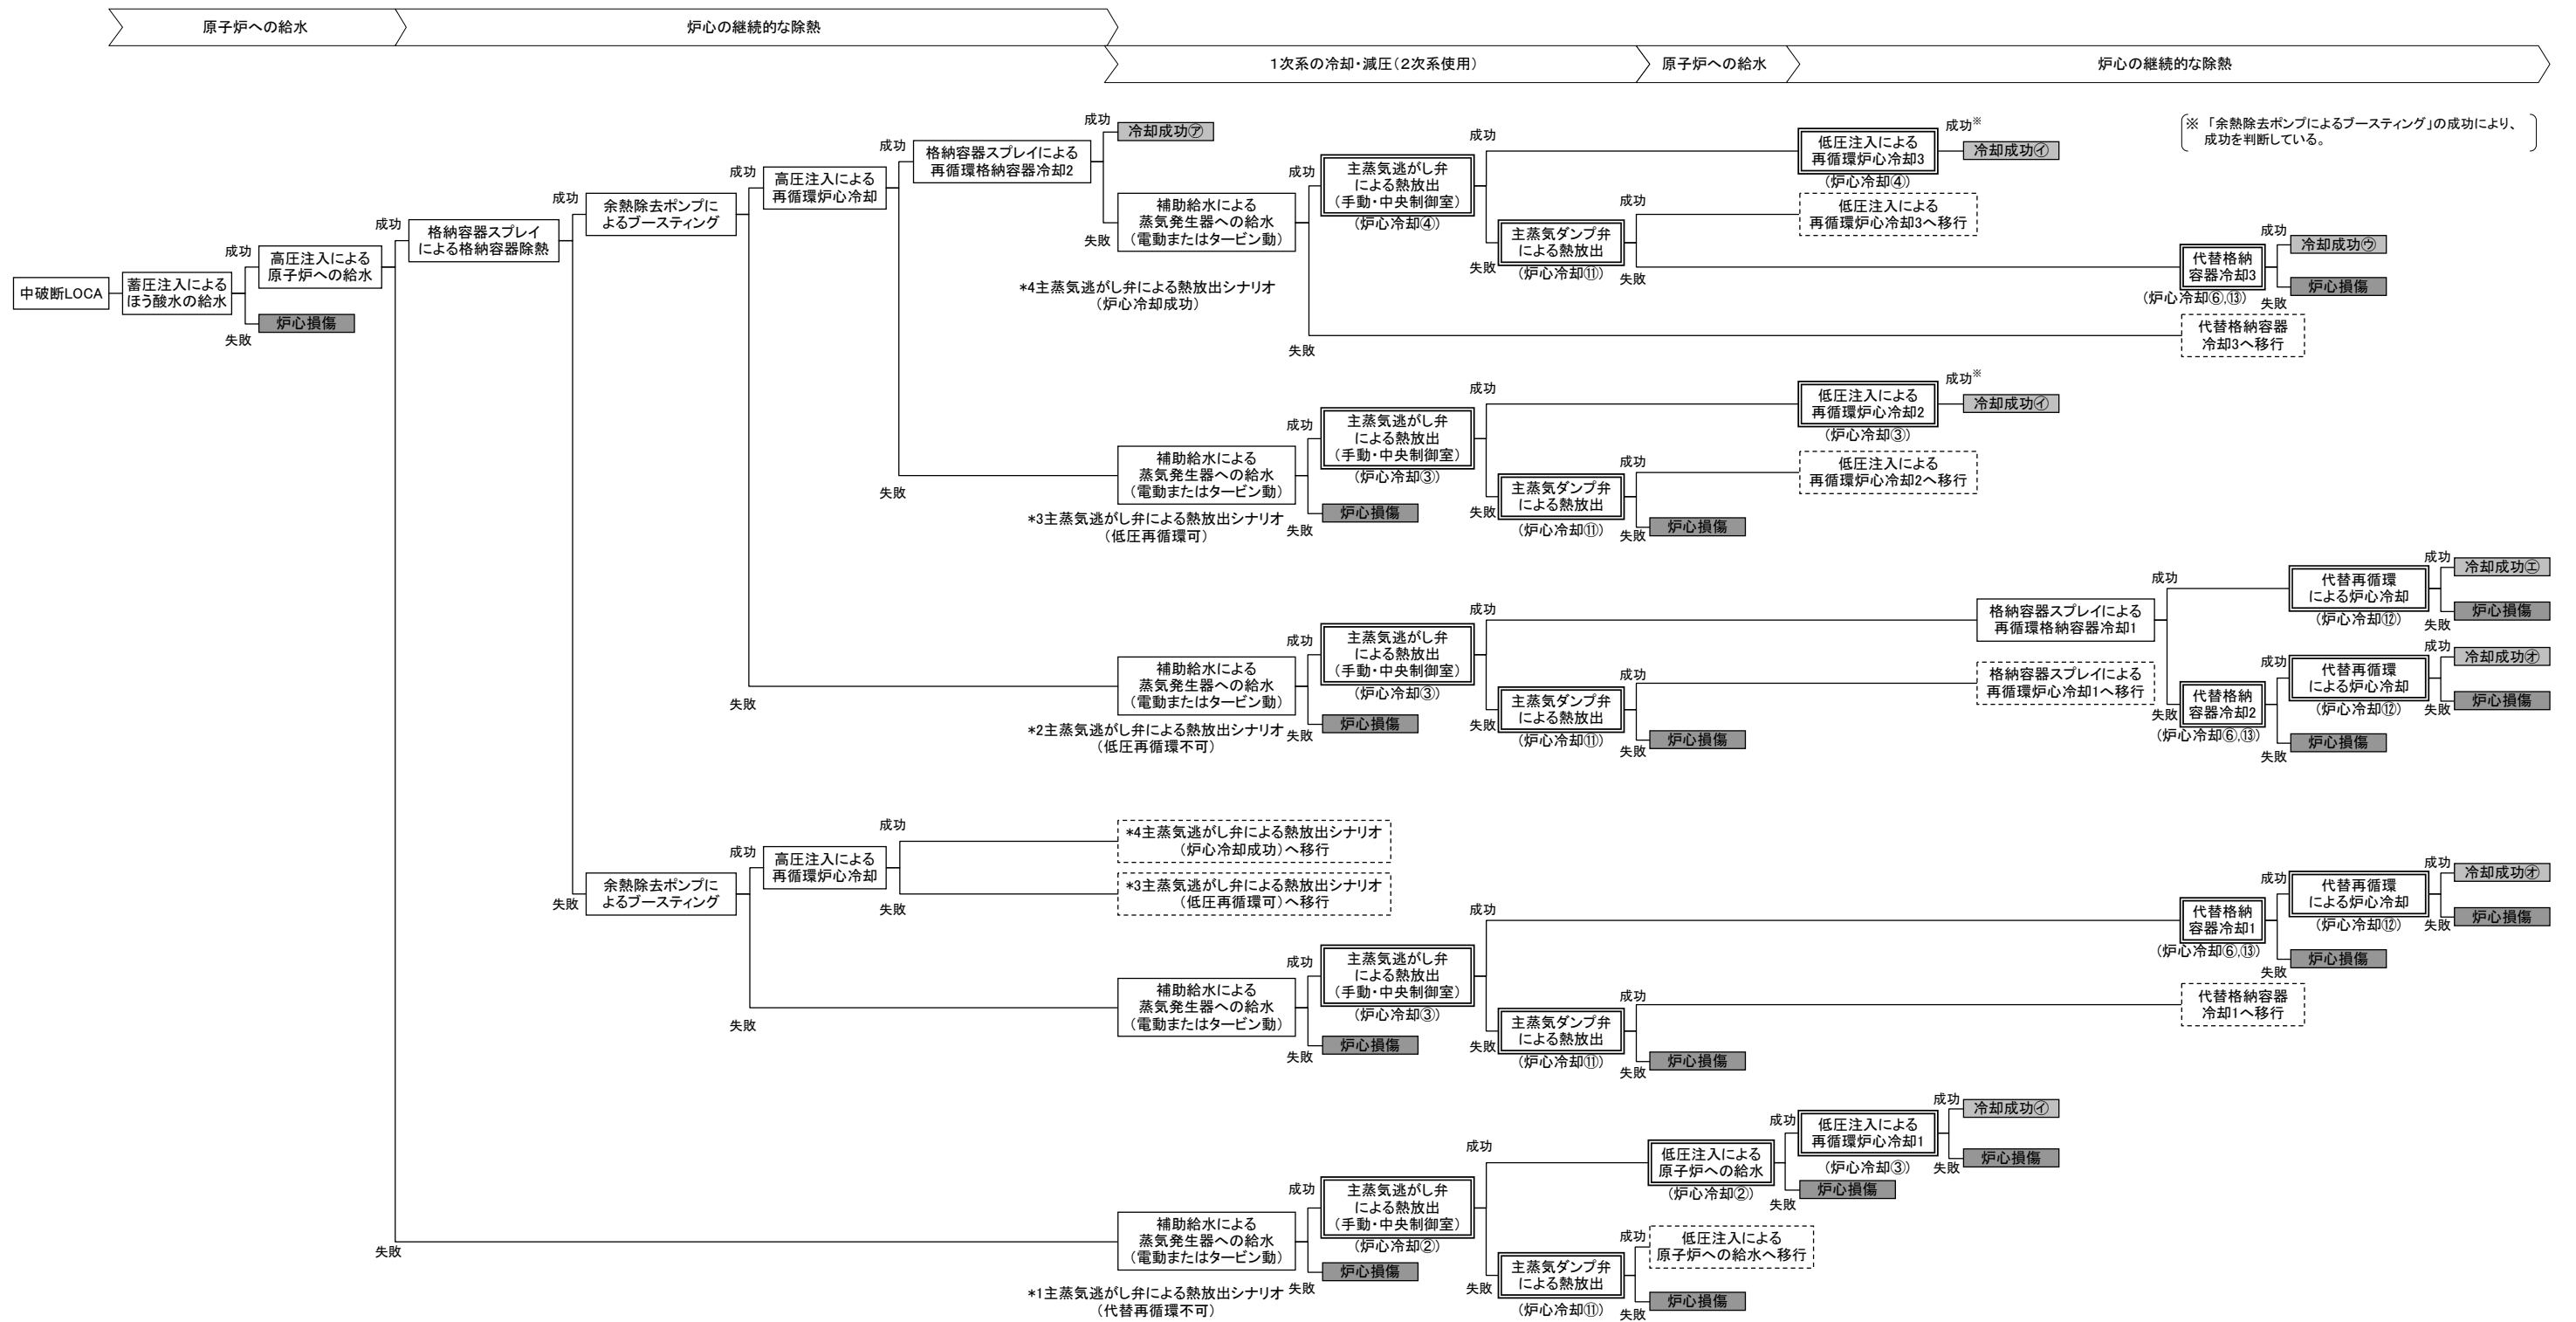 原子炉への給水
炉心の継続的な除熱
1次系の冷却・減圧(2次系使用)
原子炉への給水
炉心の継続的な除熱
※ 「余熱除去ポンプによるブースティング」の成功により、
成功を判断している。
中破断LOCA
蓄圧注入による
ほう酸水の給水
成功
高圧注入による
原子炉への給水
失敗
炉心損傷
成功
格納容器スプレイ
による格納容器除熱
成功
余熱除去ポンプに
よるブースティング
成功
高圧注入による
再循環炉心冷却
成功
格納容器スプレイによる
再循環格納容器冷却2
成功
冷却成功㋐
失敗
補助給水による
蒸気発生器への給水
(電動またはタービン動)
*4主蒸気逃がし弁による熱放出シナリオ
(炉心冷却成功)
成功
主蒸気逃がし弁
による熱放出
(手動・中央制御室)
(炉心冷却④)
成功
低圧注入による
再循環炉心冷却3
(炉心冷却④)
成功※
冷却成功㋑
失敗
主蒸気ダンプ弁
による熱放出
(炉心冷却⑪)
成功
低圧注入による
再循環炉心冷却3へ移行
失敗
代替格納
容器冷却3
(炉心冷却⑥,⑬)
成功
冷却成功㋒
失敗
炉心損傷
失敗
代替格納容器
冷却3へ移行
失敗
補助給水による
蒸気発生器への給水
(電動またはタービン動)
*3主蒸気逃がし弁による熱放出シナリオ
(低圧再循環可)
成功
主蒸気逃がし弁
による熱放出
(手動・中央制御室)
(炉心冷却③)
失敗
炉心損傷
成功
低圧注入による
再循環炉心冷却2
(炉心冷却③)
成功※
冷却成功㋑
失敗
主蒸気ダンプ弁
による熱放出
(炉心冷却⑪)
成功
低圧注入による
再循環炉心冷却2へ移行
失敗
炉心損傷
失敗
補助給水による
蒸気発生器への給水
(電動またはタービン動)
*2主蒸気逃がし弁による熱放出シナリオ
(低圧再循環不可)
成功
主蒸気逃がし弁
による熱放出
(手動・中央制御室)
(炉心冷却③)
失敗
炉心損傷
成功
格納容器スプレイによる
再循環格納容器冷却1
失敗
主蒸気ダンプ弁
による熱放出
(炉心冷却⑪)
成功
格納容器スプレイによる
再循環炉心冷却1へ移行
失敗
炉心損傷
成功
代替再循環
による炉心冷却
(炉心冷却⑫)
成功
冷却成功㋓
失敗
炉心損傷
失敗
代替格納
容器冷却2
(炉心冷却⑥,⑬)
成功
代替再循環
による炉心冷却
(炉心冷却⑫)
成功
冷却成功㋔
失敗
炉心損傷
失敗
炉心損傷
失敗
余熱除去ポンプに
よるブースティング
成功
高圧注入による
再循環炉心冷却
成功
*4主蒸気逃がし弁による熱放出シナリオ
(炉心冷却成功)へ移行
失敗
*3主蒸気逃がし弁による熱放出シナリオ
(低圧再循環可)へ移行
失敗
補助給水による
蒸気発生器への給水
(電動またはタービン動)
成功
主蒸気逃がし弁
による熱放出
(手動・中央制御室)
(炉心冷却③)
失敗
炉心損傷
成功
代替格納
容器冷却1
(炉心冷却⑥,⑬)
成功
代替再循環
による炉心冷却
(炉心冷却⑫)
成功
冷却成功㋔
失敗
炉心損傷
失敗
炉心損傷
失敗
主蒸気ダンプ弁
による熱放出
(炉心冷却⑪)
成功
代替格納容器
冷却1へ移行
失敗
炉心損傷
失敗
補助給水による
蒸気発生器への給水
(電動またはタービン動)
*1主蒸気逃がし弁による熱放出シナリオ
(代替再循環不可)
成功
主蒸気逃がし弁
による熱放出
(手動・中央制御室)
(炉心冷却②)
失敗
炉心損傷
成功
低圧注入による
原子炉への給水
(炉心冷却②)
成功
低圧注入による
再循環炉心冷却1
(炉心冷却③)
成功
冷却成功㋑
失敗
炉心損傷
失敗
炉心損傷
失敗
主蒸気ダンプ弁
による熱放出
(炉心冷却⑪)
成功
低圧注入による
原子炉への給水へ移行
失敗
炉心損傷